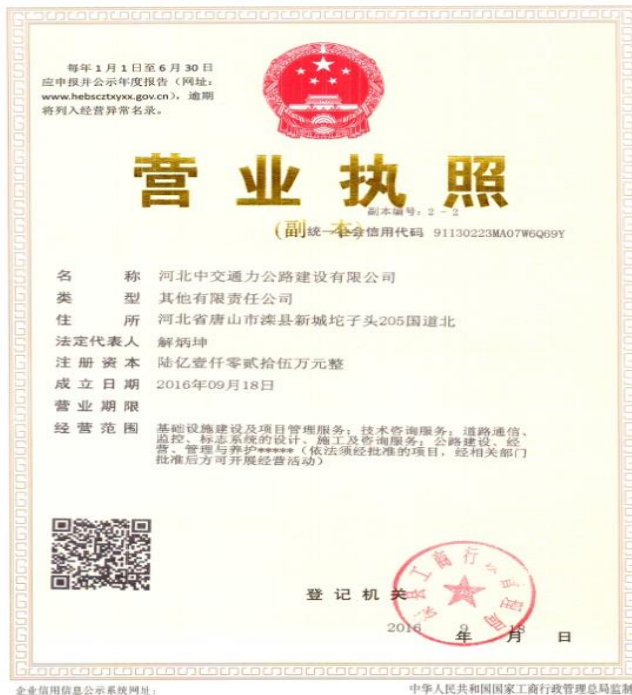 每年1月1日至6月30日
应申报并公示年度报告（网址:
www.hebscztxyxx.gov.cn），逾期
将列入经营异常名录。
营业执照
副本编号：2－2
(副 本)
统一社会信用代码 91130223MA07W6Q69Y
名 称 河北中交通力公路建设有限公司
类 型 其他有限责任公司
住 所 河北省唐山市滦县新城坨子头205国道北
法定代表人 解炳坤
注册资本 陆亿壹仟零贰拾伍万元整
成立日期 2016年09月18日
营业期限
经营范围 基础设施建设及项目管理服务；技术咨询服务；道路通信、
监控、标志系统的设计、施工及咨询服务；公路建设、经
营、管理与养护*****（依法须经批准的项目，经相关部门
批准后方可开展经营活动）
县工商行政管理局
登记机关
2016 年 9 月 18 日
企业信用信息公示系统网址：
中华人民共和国国家工商行政管理总局监制